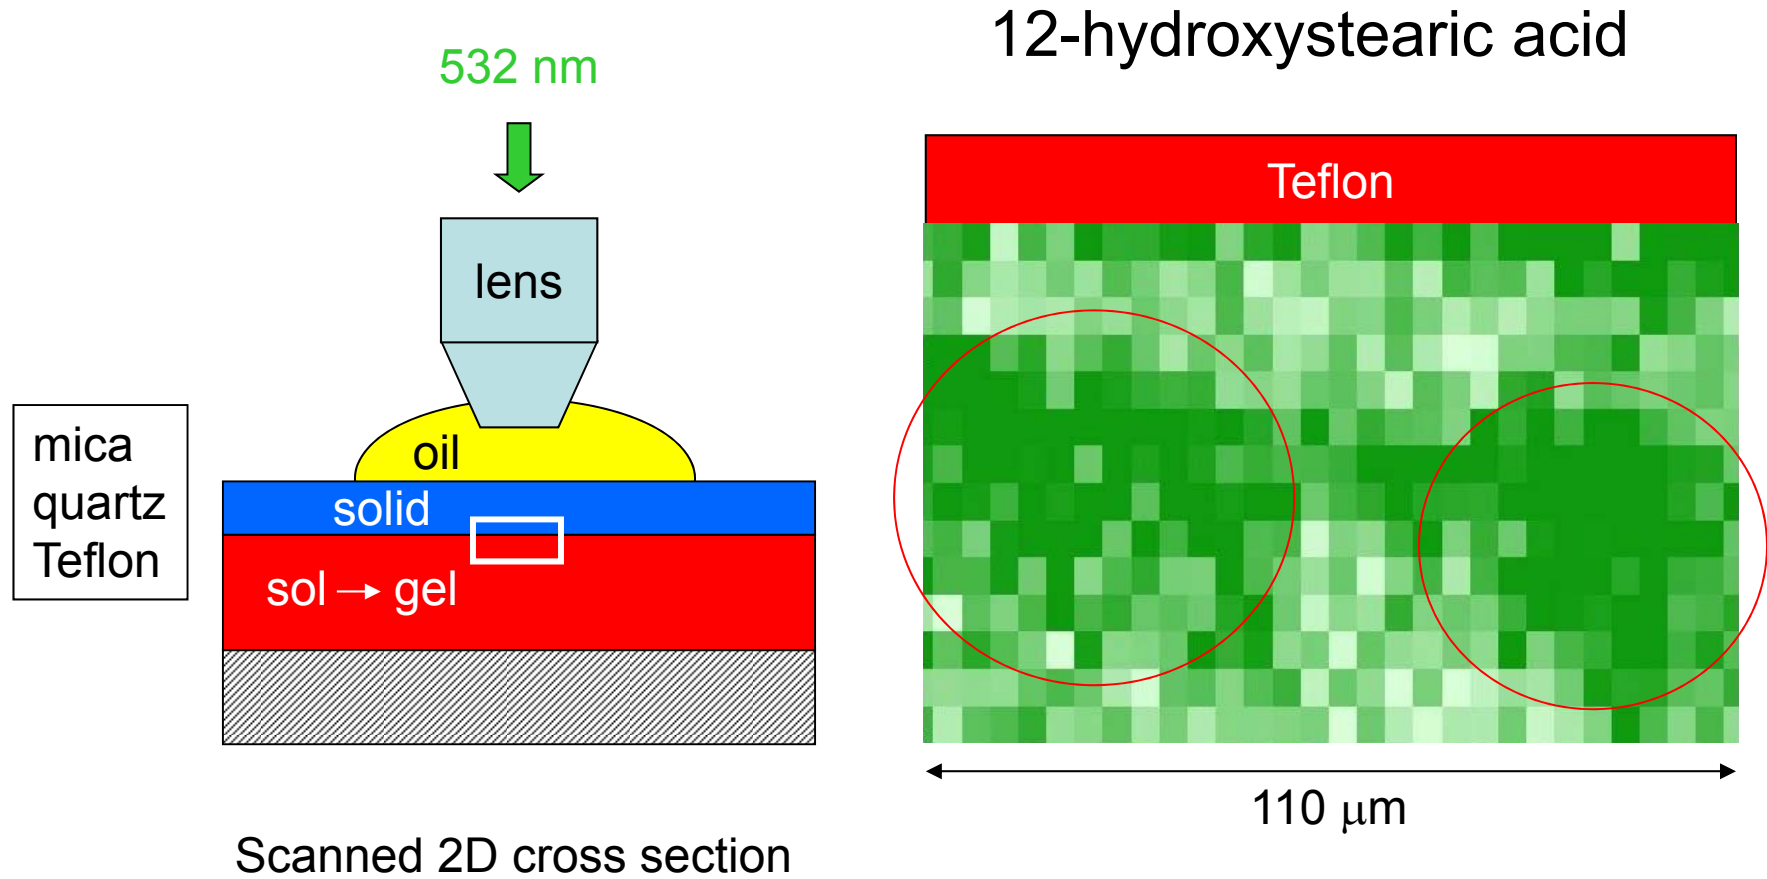 12-hydroxystearic acid
532 nm
lens
oil
solid
sol → gel
mica
quartz
Teflon
Teflon
110 μm
Scanned 2D cross section